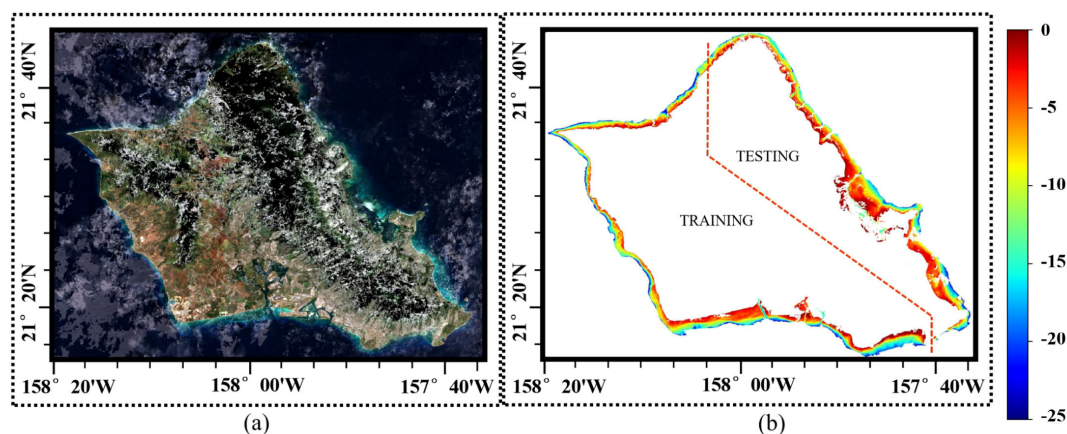 21° 40'N
21° 20'N
158° 20'W
158° 00'W
157° 40'W
(a)
21° 40'N
21° 20'N
TESTING
TRAINING
158° 20'W
158° 00'W
157° 40'W
(b)
0
-5
-10
-15
-20
-25